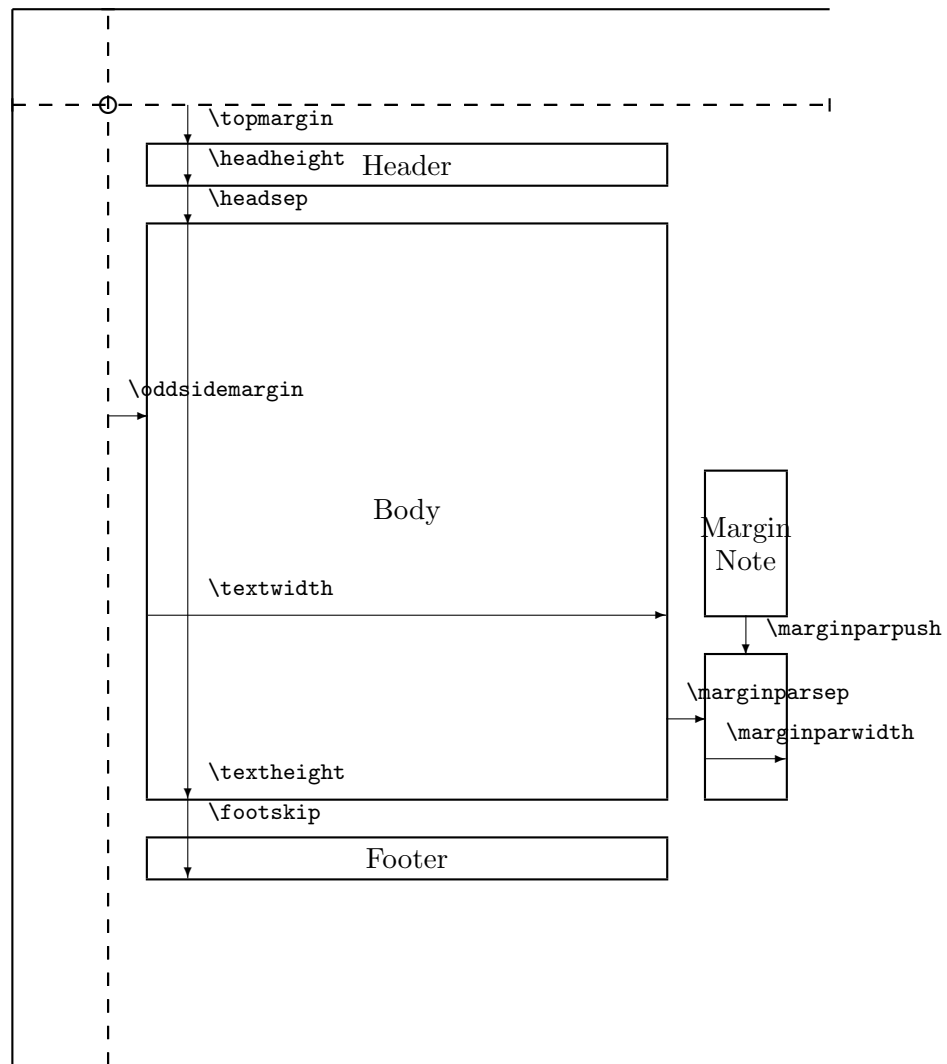 \topmargin
\headheight
Header
\headsep
\oddsidemargin
Body
Margin
Note
\textwidth
\marginparpush
\marginparsep
\marginparwidth
\textheight
\footskip
Footer